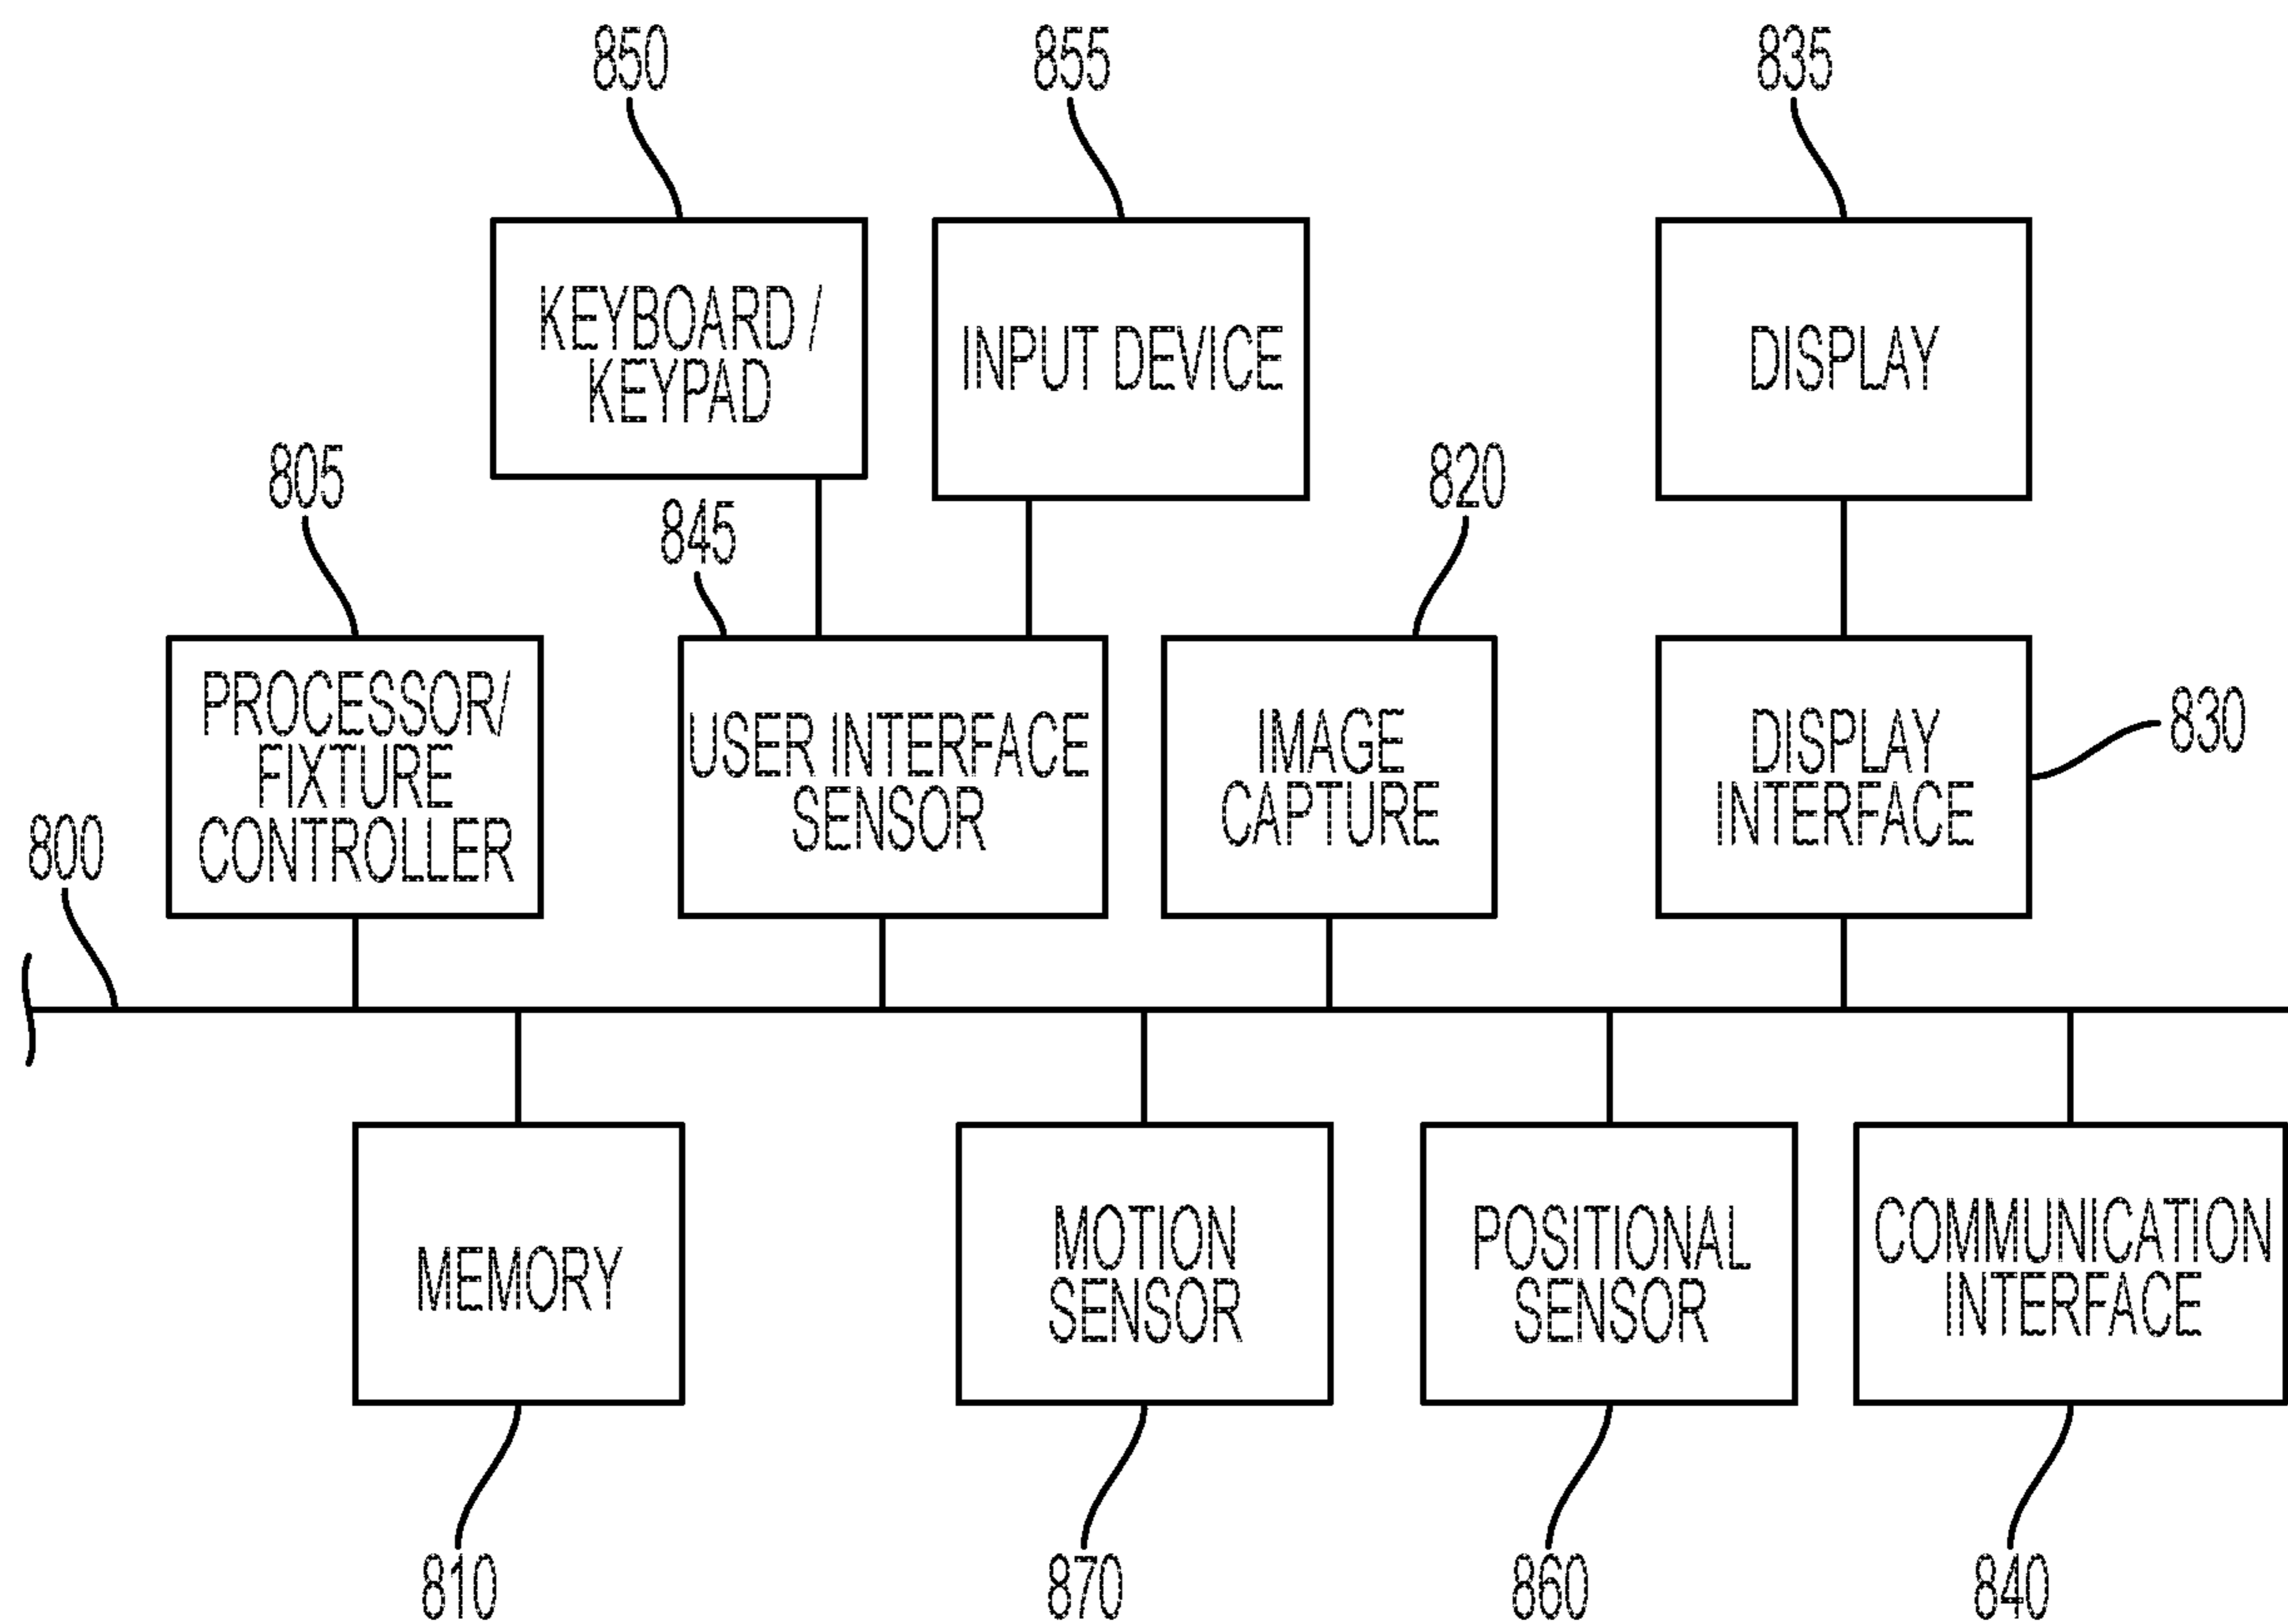 850
855
835
KEYBOARD /
KEYPAD
INPUT DEVICE
DISPLAY
805
845
820
PROCESSOR/
FIXTURE
CONTROLLER
USER INTERFACE
SENSOR
IMAGE
CAPTURE
DISPLAY
INTERFACE
830
800
MEMORY
MOTION
SENSOR
POSITIONAL
SENSOR
COMMUNICATION
INTERFACE
810
870
860
840